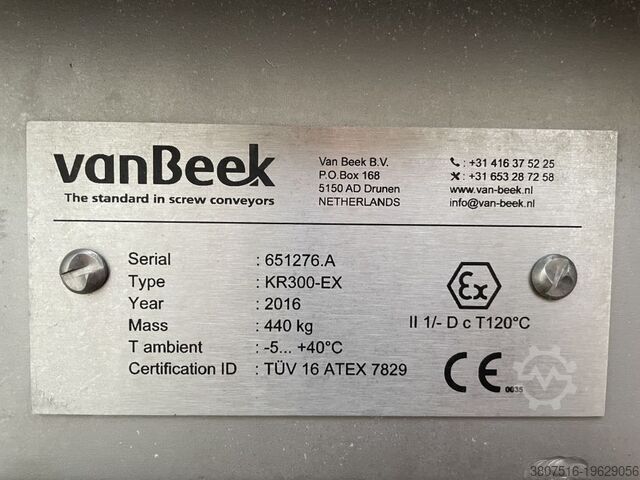 vanBeek
The standard in screw conveyors
Van Beek B.V.
P.O.Box 168
5150 AD Drunen
NETHERLANDS
: +31 416 37 52 25
: +31 653 28 72 58
www.van-beek.nl
info@van-beek.nl
Serial : 651276.A
Type : KR300-EX
Year : 2016
Mass : 440 kg
T ambient : -5... +40°C
Certification ID : TÜV 16 ATEX 7829
Ex
II 1/- D c T120°C
CE 0035
3807516-19629056